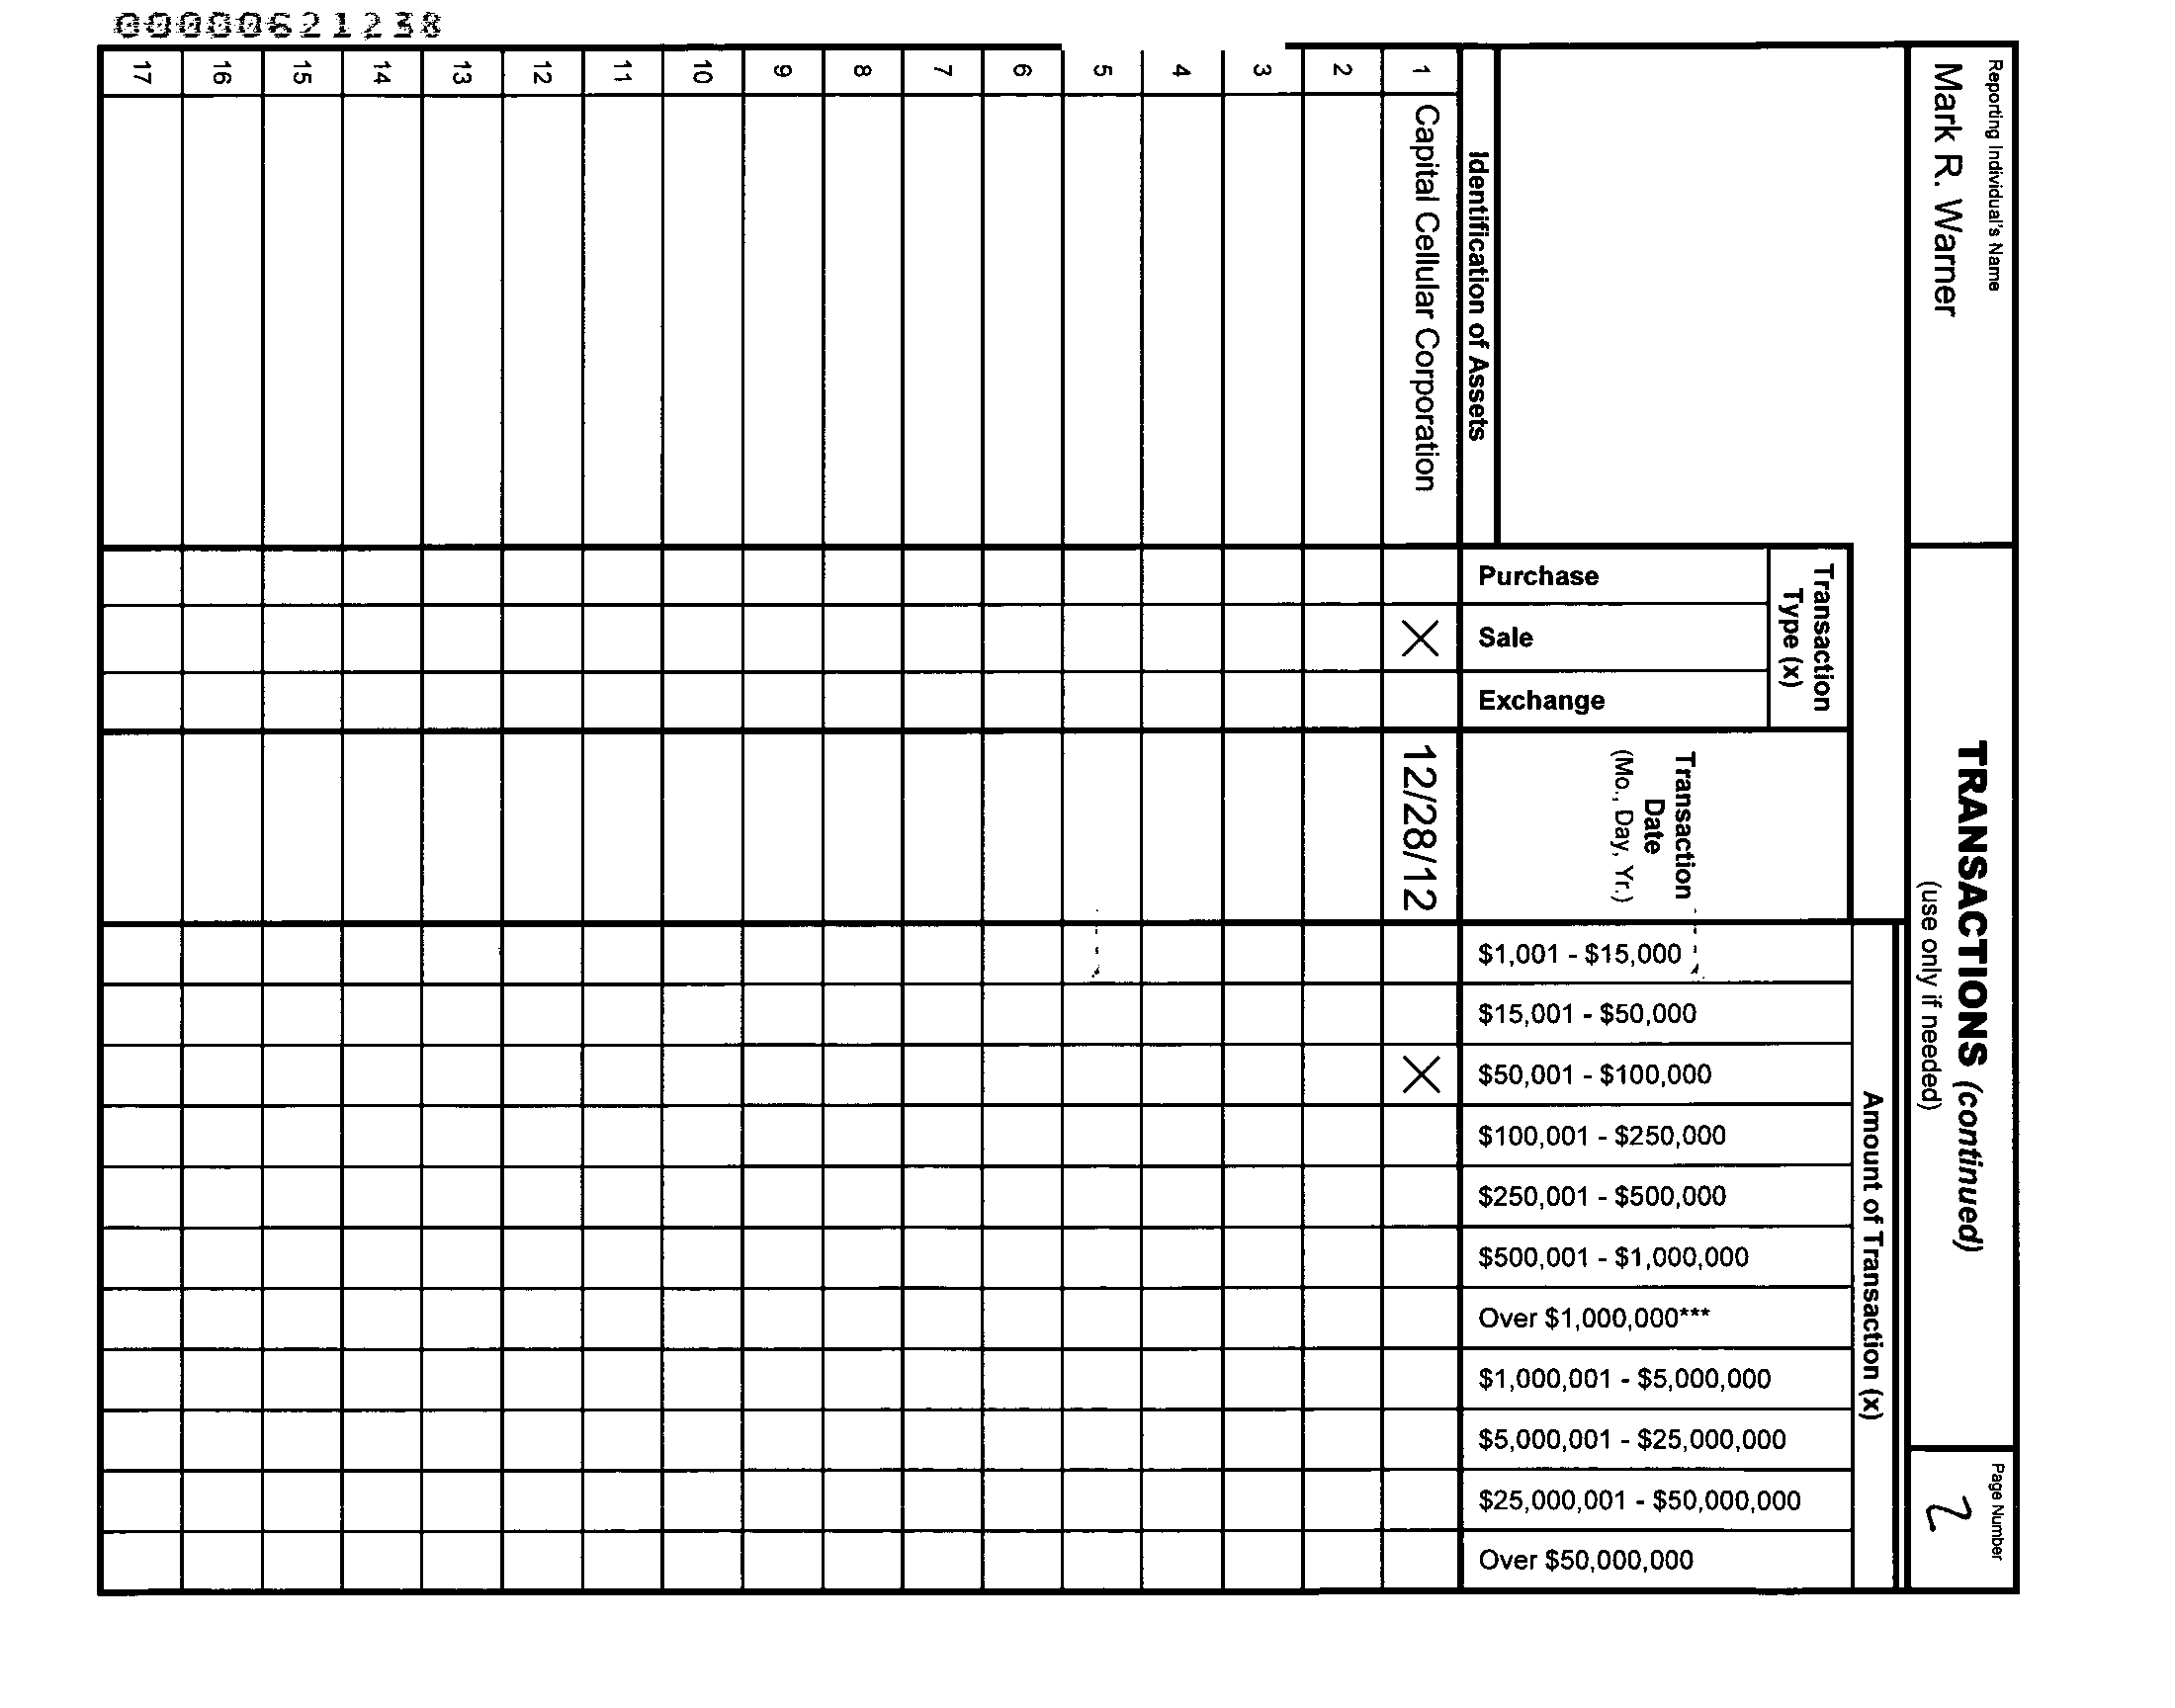 00000621238
Reporting Individual's Name
Mark R. Warner
TRANSACTIONS (continued)
(use only if needed)
Page Number
2
Identification of Assets
Transaction
Type (x)
Purchase
Sale
Exchange
Transaction
Date
(Mo., Day, Yr.)
Amount of Transaction (x)
$1,001 - $15,000
$15,001 - $50,000
$50,001 - $100,000
$100,001 - $250,000
$250,001 - $500,000
$500,001 - $1,000,000
Over $1,000,000***
$1,000,001 - $5,000,000
$5,000,001 - $25,000,000
$25,000,001 - $50,000,000
Over $50,000,000
1 Capital Cellular Corporation X 12/28/12 X
2
3
4
5
6
7
8
9
10
11
12
13
14
15
16
17